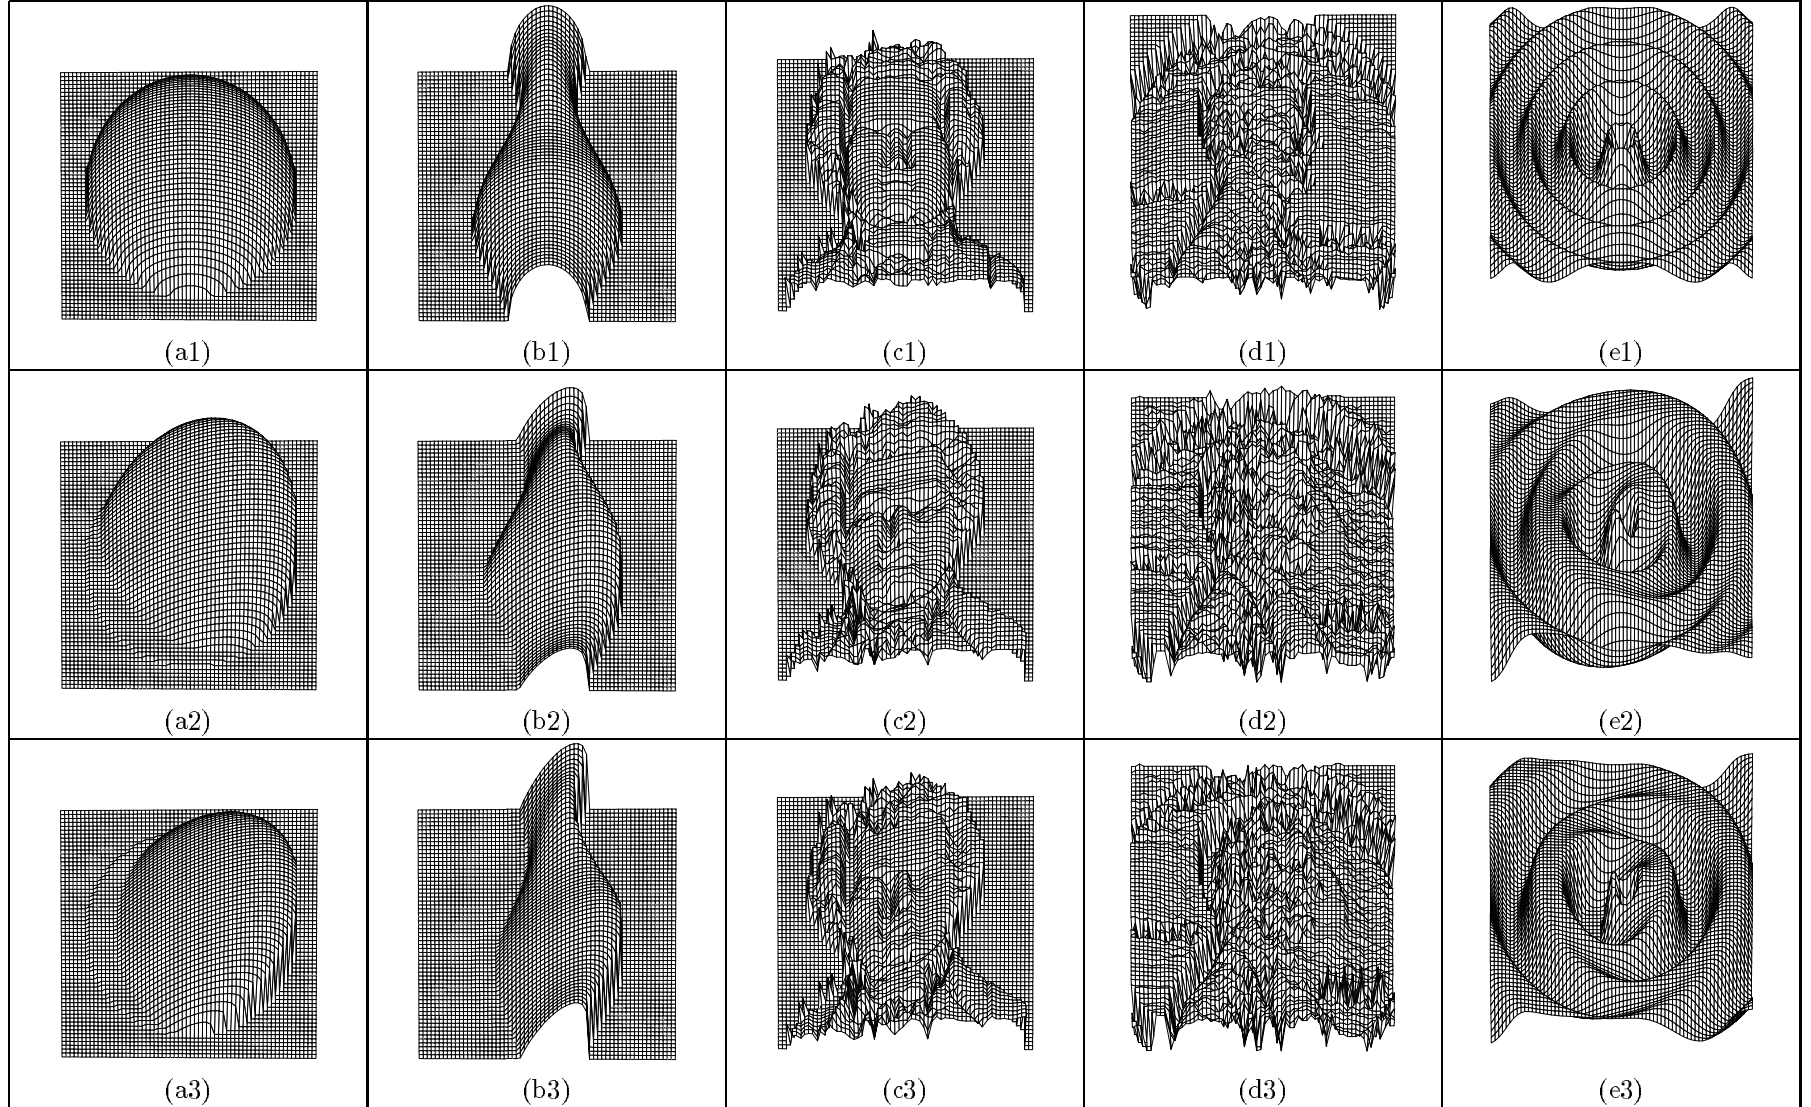 (a1) (b1) (c1) (d1) (e1)
(a2) (b2) (c2) (d2) (e2)
(a3) (b3) (c3) (d3) (e3)